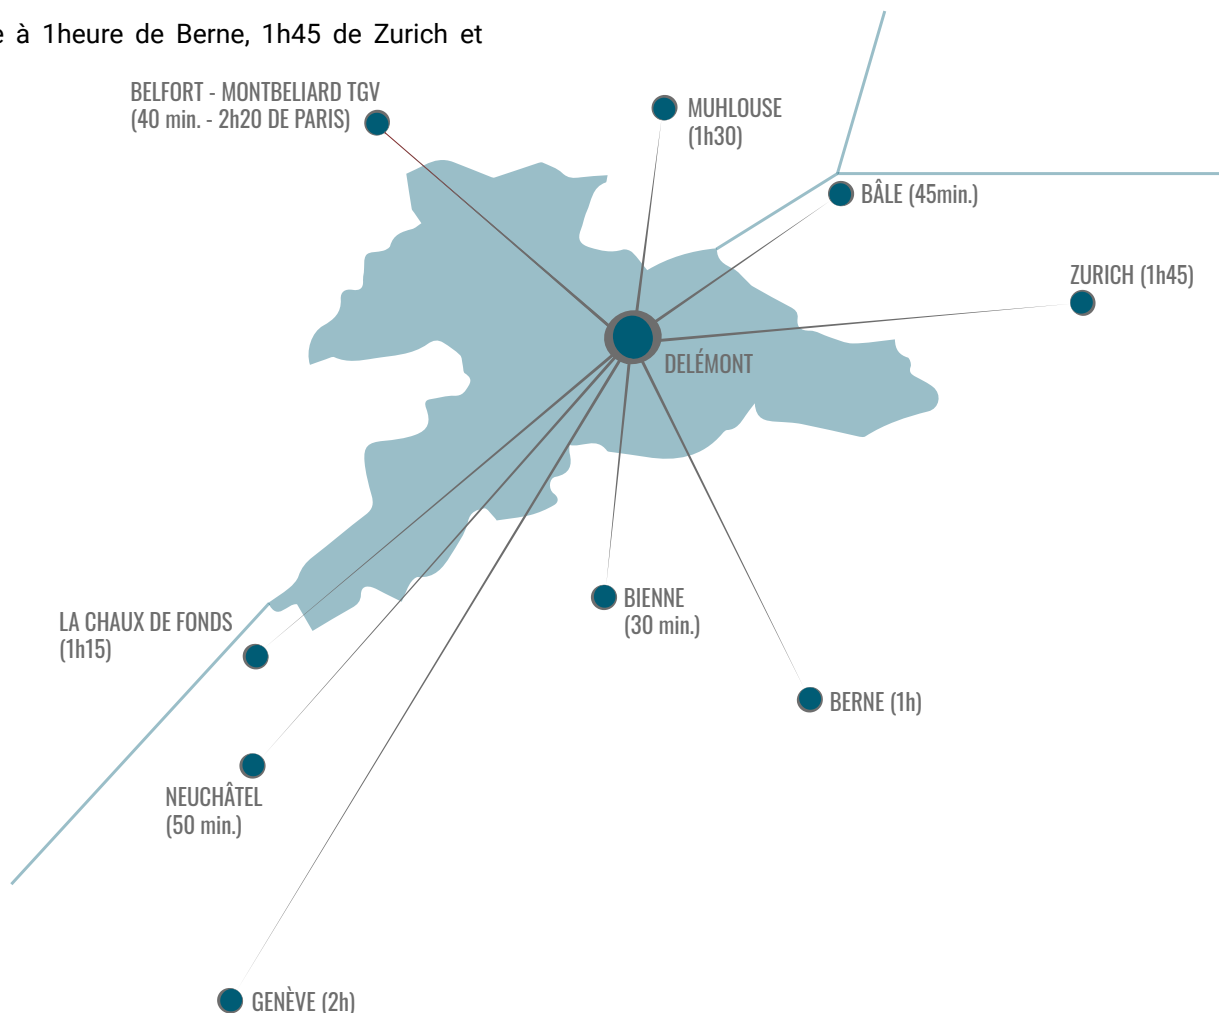 e à 1heure de Berne, 1h45 de Zurich et
BELFORT - MONTBELIARD TGV
(40 min. - 2h20 DE PARIS)
MUHLOUSE
(1h30)
BÂLE (45min.)
ZURICH (1h45)
DELÉMONT
LA CHAUX DE FONDS
(1h15)
BIENNE
(30 min.)
BERNE (1h)
NEUCHÂTEL
(50 min.)
GENÈVE (2h)